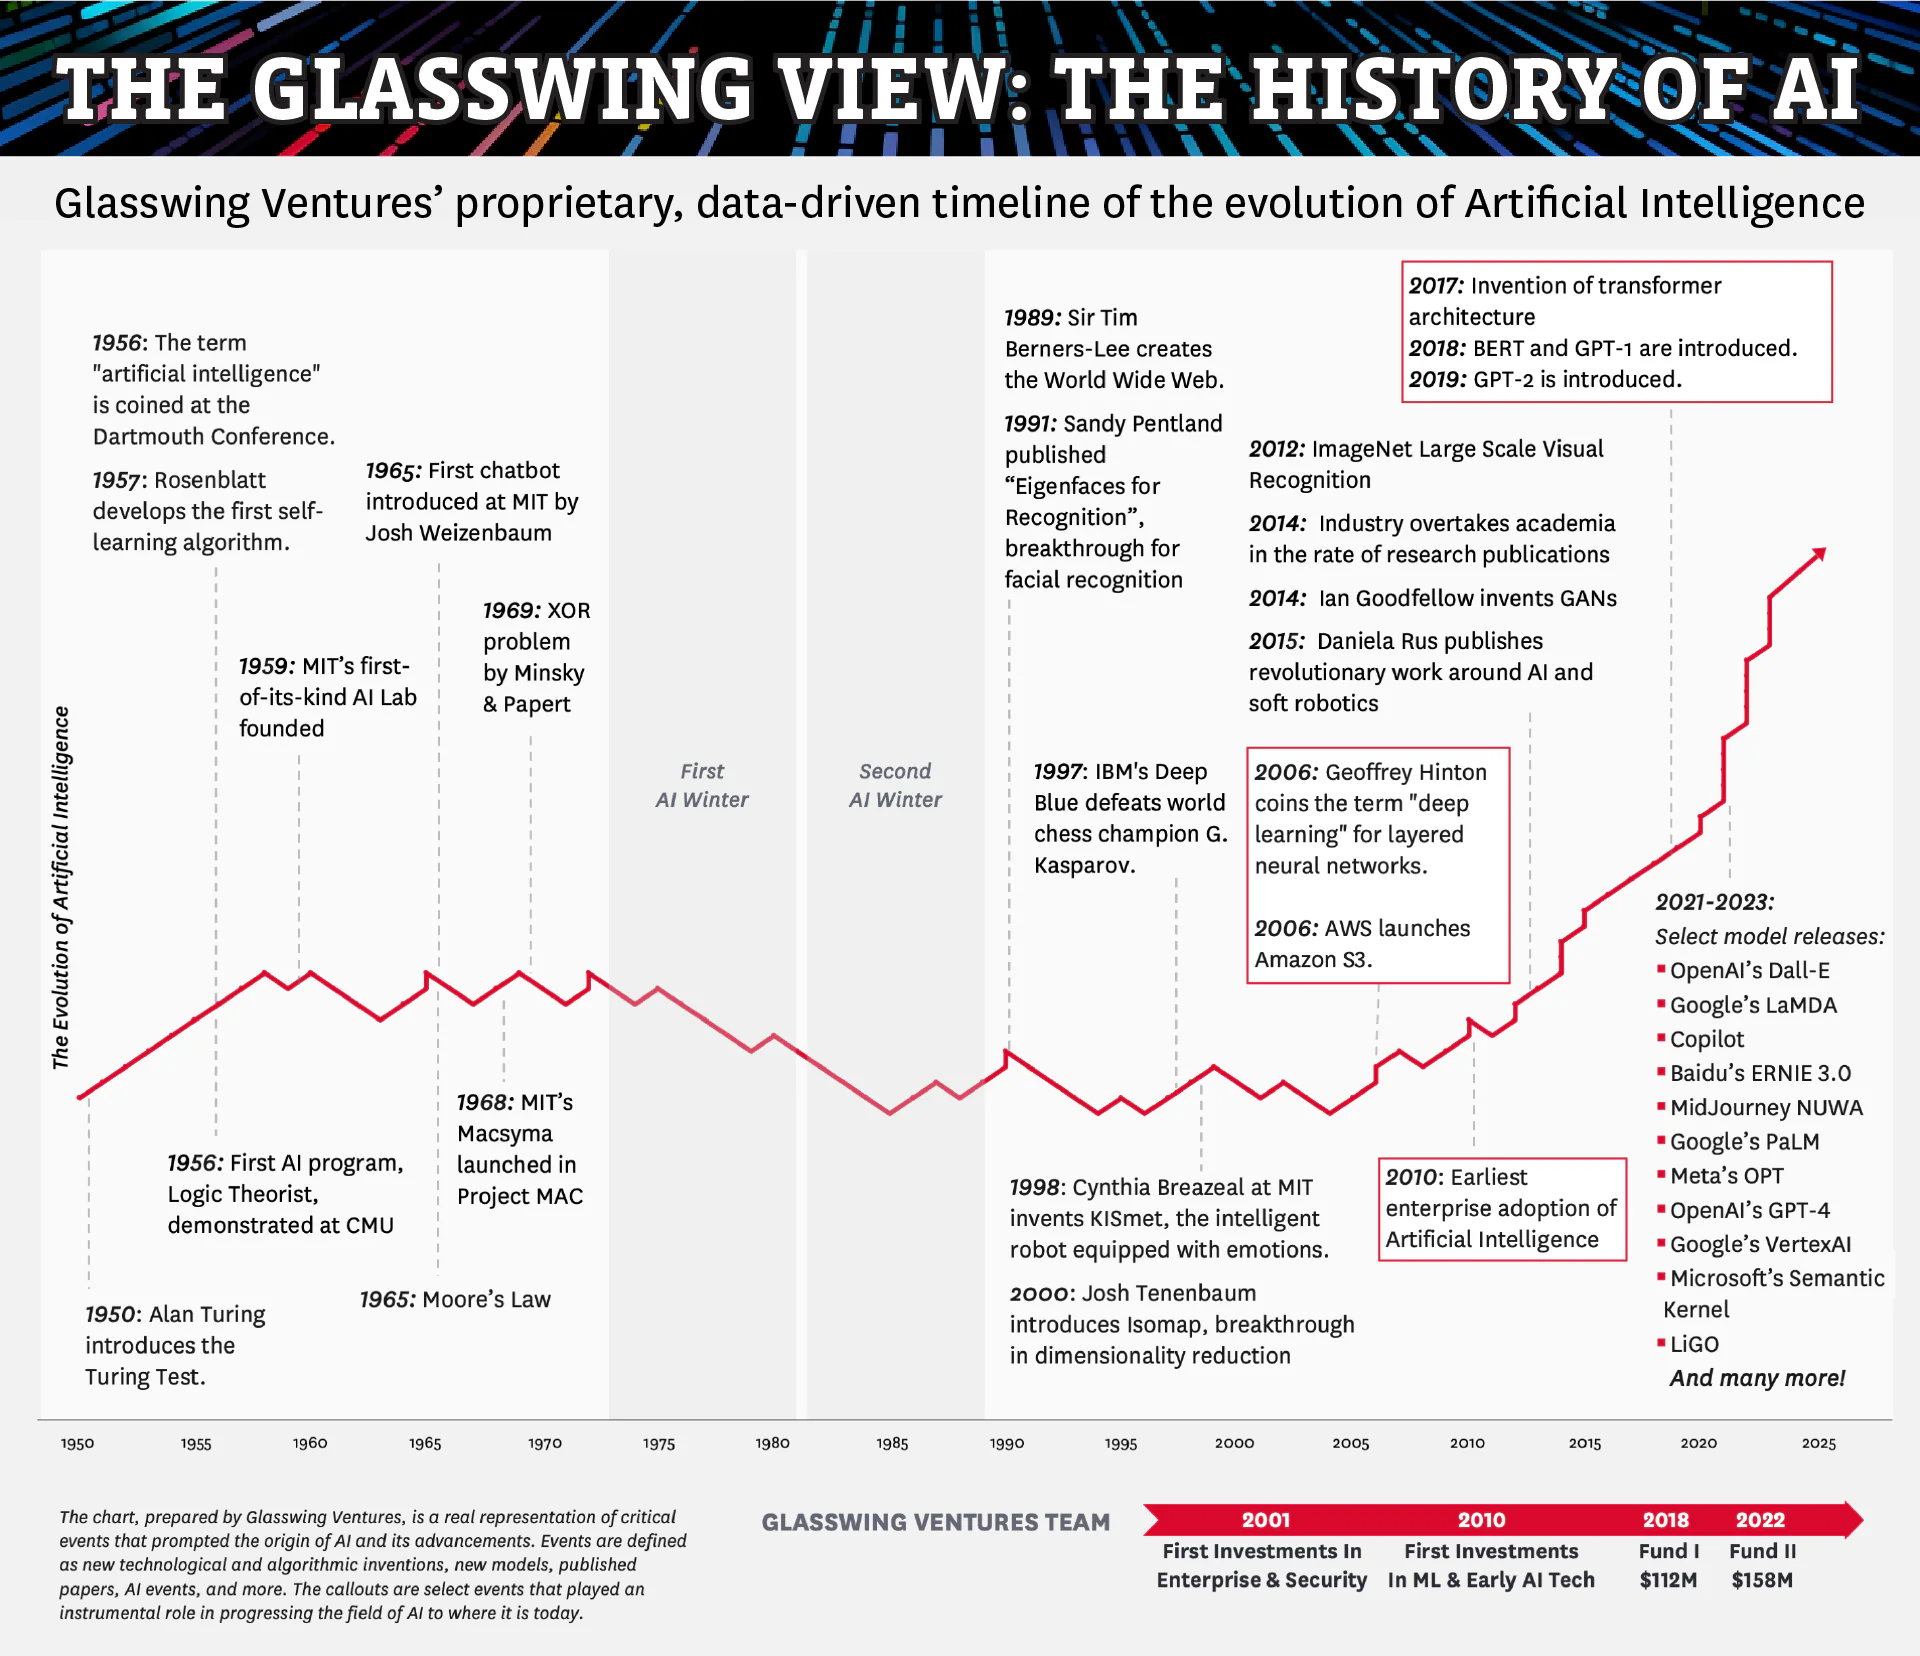 THE GLASSWING VIEW: THE HISTORY OF AI
Glasswing Ventures’ proprietary, data-driven timeline of the evolution of Artificial Intelligence
The Evolution of Artificial Intelligence
1956: The term
"artificial intelligence"
is coined at the
Dartmouth Conference.
1957: Rosenblatt
develops the first self-
learning algorithm.
1965: First chatbot
introduced at MIT by
Josh Weizenbaum
1959: MIT’s first-
of-its-kind AI Lab
founded
1969: XOR
problem
by Minsky
& Papert
First
AI Winter
Second
AI Winter
1989: Sir Tim
Berners-Lee creates
the World Wide Web.
1991: Sandy Pentland
published
“Eigenfaces for
Recognition”,
breakthrough for
facial recognition
1997: IBM's Deep
Blue defeats world
chess champion G.
Kasparov.
2017: Invention of transformer
architecture
2018: BERT and GPT-1 are introduced.
2019: GPT-2 is introduced.
2012: ImageNet Large Scale Visual
Recognition
2014: Industry overtakes academia
in the rate of research publications
2014: Ian Goodfellow invents GANs
2015: Daniela Rus publishes
revolutionary work around AI and
soft robotics
2006: Geoffrey Hinton
coins the term "deep
learning" for layered
neural networks.
2006: AWS launches
Amazon S3.
1956: First AI program,
Logic Theorist,
demonstrated at CMU
1968: MIT’s
Macsyma
launched in
Project MAC
1950: Alan Turing
introduces the
Turing Test.
1965: Moore’s Law
1998: Cynthia Breazeal at MIT
invents KISmet, the intelligent
robot equipped with emotions.
2000: Josh Tenenbaum
introduces Isomap, breakthrough
in dimensionality reduction
2010: Earliest
enterprise adoption of
Artificial Intelligence
2021-2023:
Select model releases:
▪ OpenAI’s Dall-E
▪ Google’s LaMDA
▪ Copilot
▪ Baidu’s ERNIE 3.0
▪ MidJourney NUWA
▪ Google’s PaLM
▪ Meta’s OPT
▪ OpenAI’s GPT-4
▪ Google’s VertexAI
▪ Microsoft’s Semantic
Kernel
▪ LiGO
And many more!
1950 1955 1960 1965 1970 1975 1980 1985 1990 1995 2000 2005 2010 2015 2020 2025
The chart, prepared by Glasswing Ventures, is a real representation of critical
events that prompted the origin of AI and its advancements. Events are defined
as new technological and algorithmic inventions, new models, published
papers, AI events, and more. The callouts are select events that played an
instrumental role in progressing the field of AI to where it is today.
GLASSWING VENTURES TEAM
2001
First Investments In
Enterprise & Security
2010
First Investments
In ML & Early AI Tech
2018
Fund I
$112M
2022
Fund II
$158M